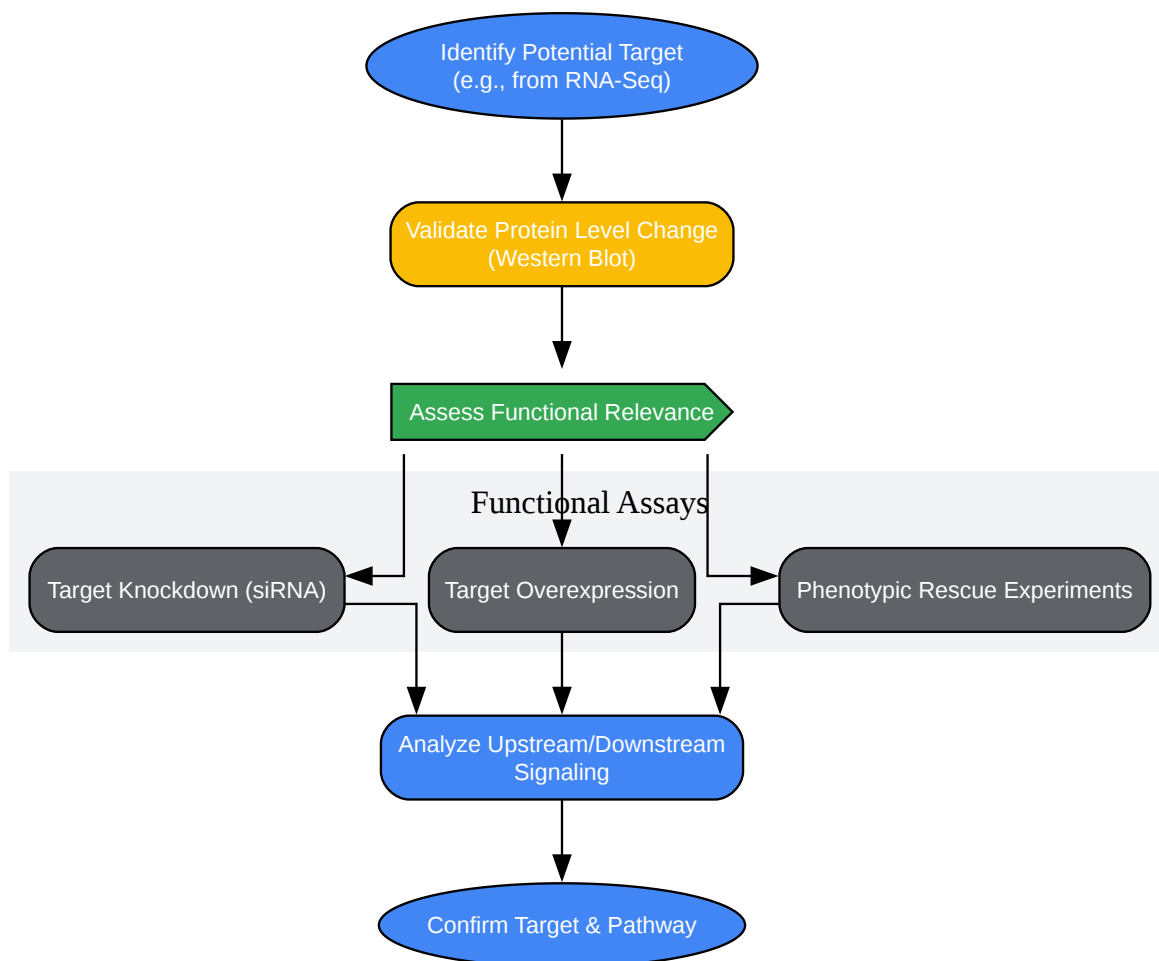 Identify Potential Target
(e.g., from RNA-Seq)
Validate Protein Level Change
(Western Blot)
Assess Functional Relevance
Functional Assays
Target Knockdown (siRNA)
Target Overexpression
Phenotypic Rescue Experiments
Analyze Upstream/Downstream
Signaling
Confirm Target & Pathway